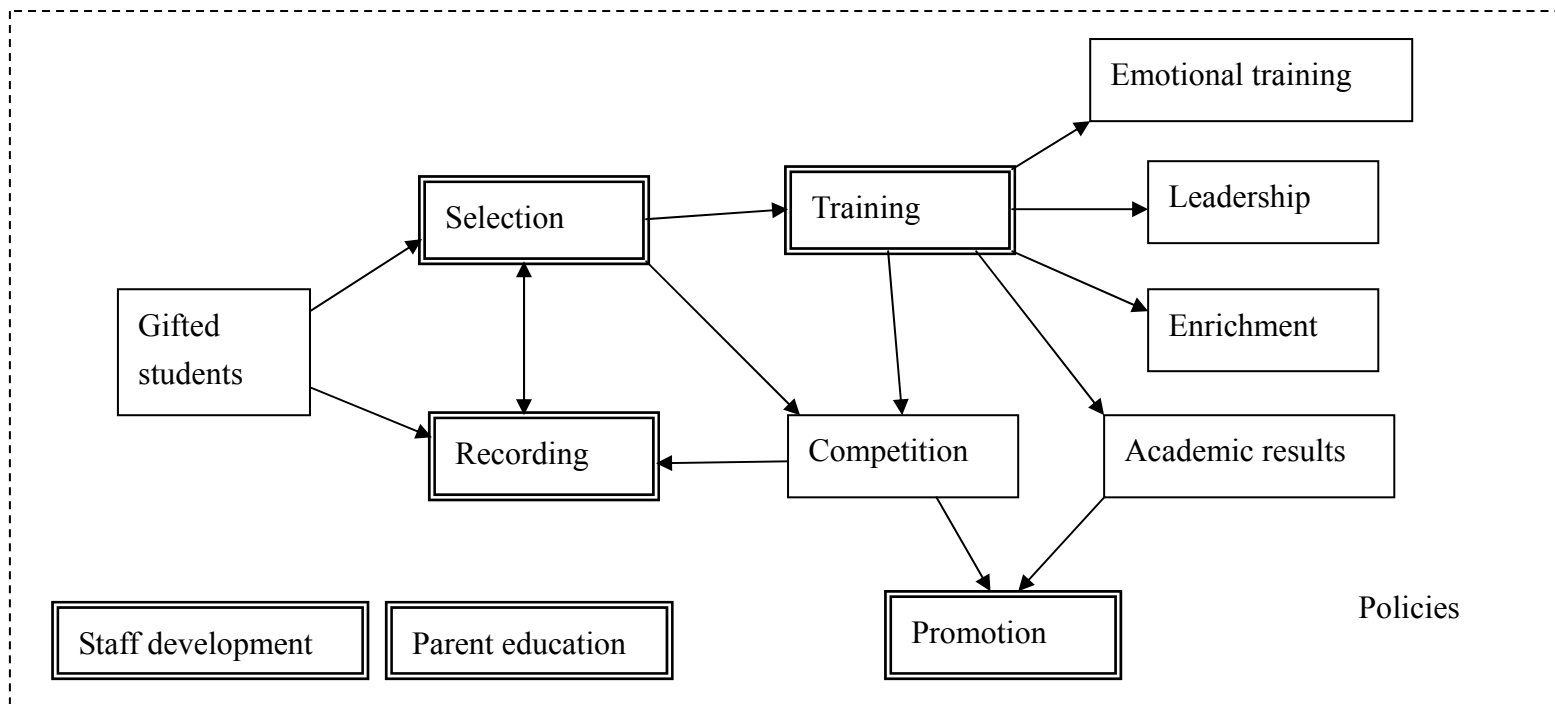 Emotional training
Selection
Training
Leadership
Gifted
students
Enrichment
Recording
Competition
Academic results
Staff development
Parent education
Promotion
Policies